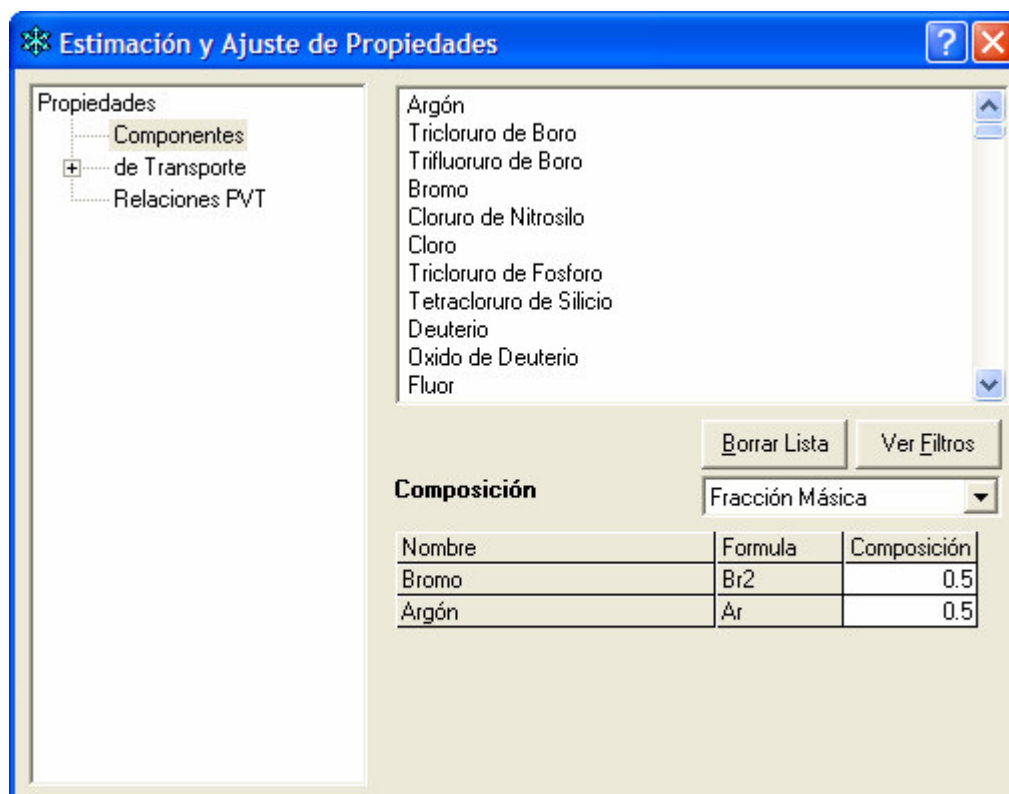 Estimación y Ajuste de Propiedades
Propiedades
Componentes
de Transporte
Relaciones PVT
Argón
Tricloruro de Boro
Trifluoruro de Boro
Bromo
Cloruro de Nitrosilo
Cloro
Tricloruro de Fosforo
Tetracloruro de Silicio
Deuterio
Oxido de Deuterio
Fluor
Borrar Lista Ver Filtros
Composición Fracción Másica
Nombre Formula Composición
Bromo Br2 0.5
Argón Ar 0.5